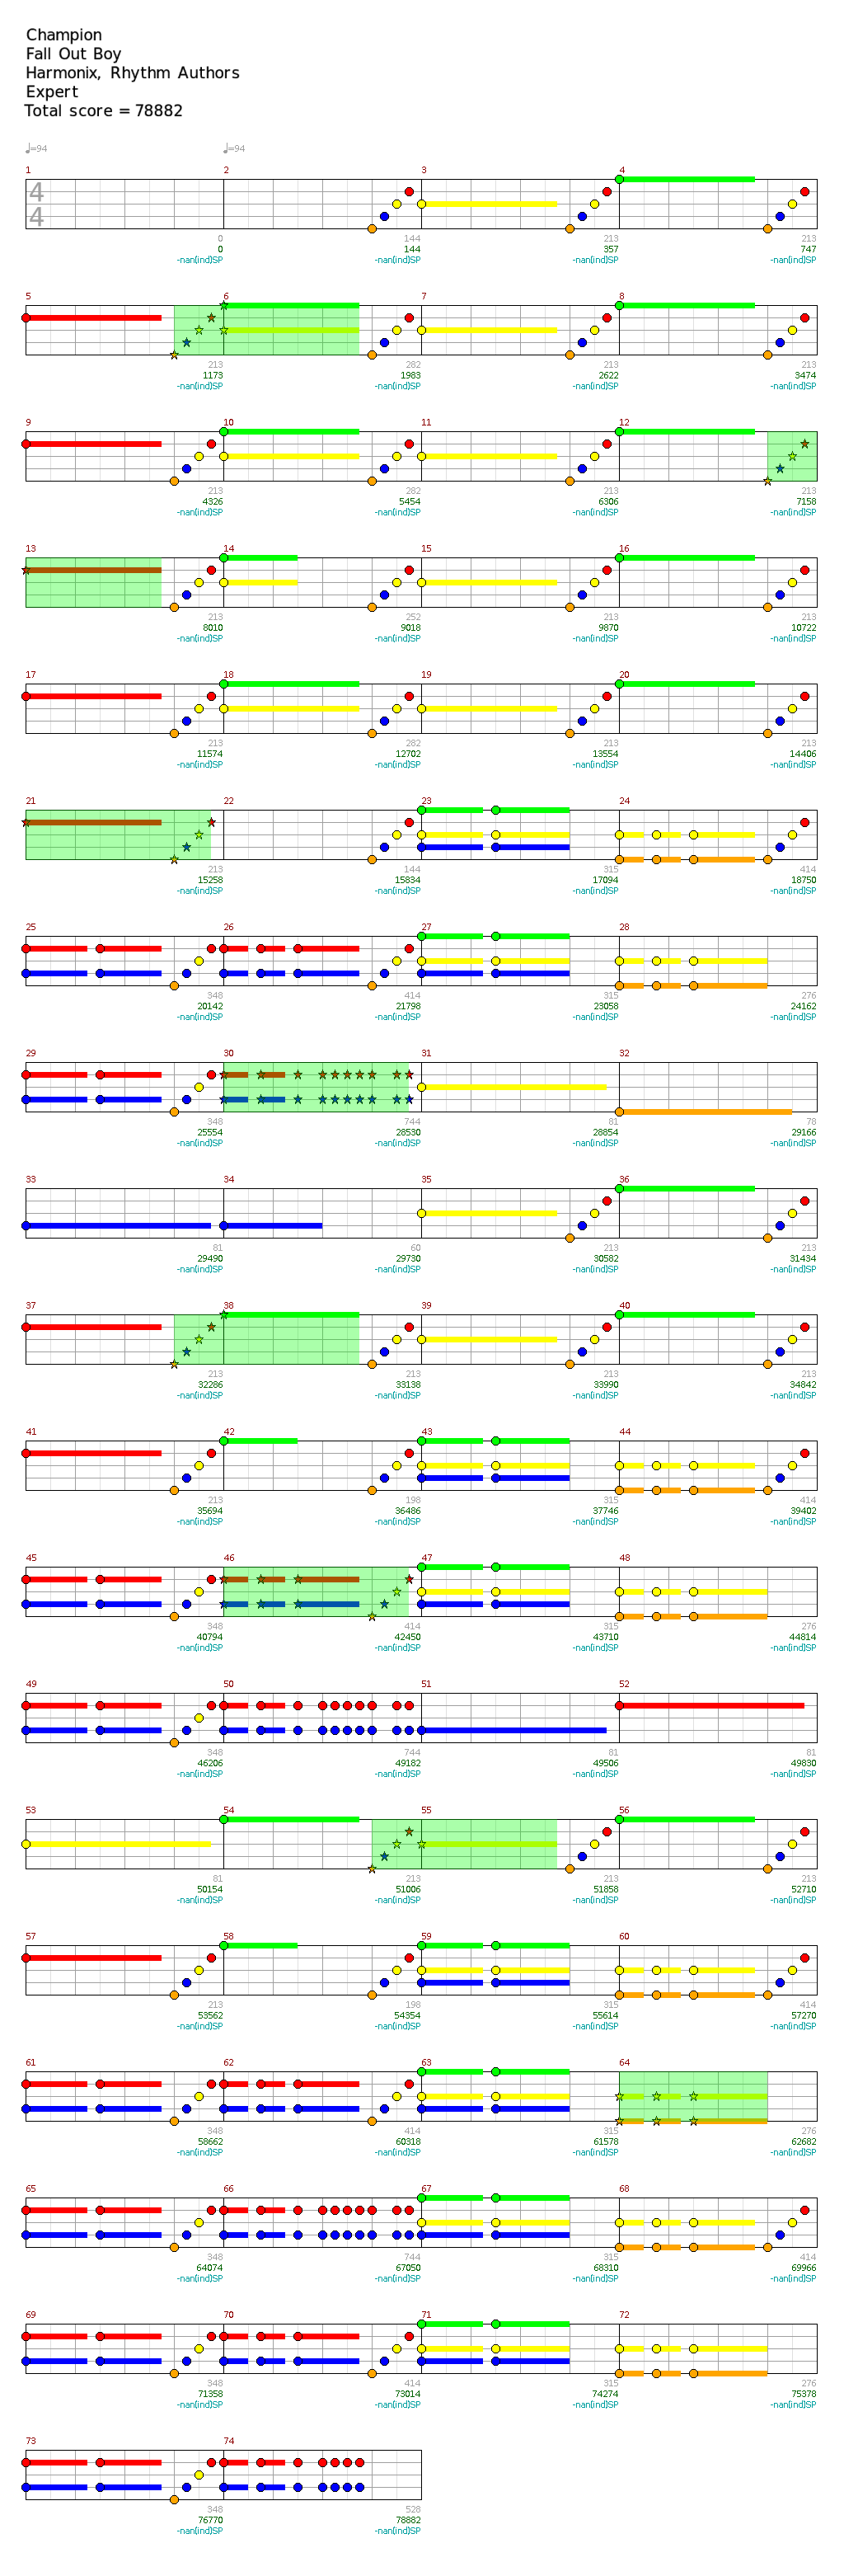 Champion
Fall Out Boy
Harmonix, Rhythm Authors
Expert
Total score = 78882
♩=94 ♩=94
1 2 3 4
4
4
0 144 213 213
0 144 357 747
-nan(ind)SP -nan(ind)SP -nan(ind)SP -nan(ind)SP
5 6 7 8
213 282 213 213
1173 1983 2622 3474
-nan(ind)SP -nan(ind)SP -nan(ind)SP -nan(ind)SP
9 10 11 12
213 282 213 213
4326 5454 6306 7158
-nan(ind)SP -nan(ind)SP -nan(ind)SP -nan(ind)SP
13 14 15 16
213 252 213 213
8010 9018 9870 10722
-nan(ind)SP -nan(ind)SP -nan(ind)SP -nan(ind)SP
17 18 19 20
213 282 213 213
11574 12702 13554 14406
-nan(ind)SP -nan(ind)SP -nan(ind)SP -nan(ind)SP
21 22 23 24
213 144 315 414
15258 15834 17094 18750
-nan(ind)SP -nan(ind)SP -nan(ind)SP -nan(ind)SP
25 26 27 28
348 414 315 276
20142 21798 23058 24162
-nan(ind)SP -nan(ind)SP -nan(ind)SP -nan(ind)SP
29 30 31 32
348 744 81 78
25554 28530 28854 29166
-nan(ind)SP -nan(ind)SP -nan(ind)SP -nan(ind)SP
33 34 35 36
81 60 213 213
29490 29730 30582 31434
-nan(ind)SP -nan(ind)SP -nan(ind)SP -nan(ind)SP
37 38 39 40
213 213 213 213
32286 33138 33990 34842
-nan(ind)SP -nan(ind)SP -nan(ind)SP -nan(ind)SP
41 42 43 44
213 198 315 414
35694 36486 37746 39402
-nan(ind)SP -nan(ind)SP -nan(ind)SP -nan(ind)SP
45 46 47 48
348 414 315 276
40794 42450 43710 44814
-nan(ind)SP -nan(ind)SP -nan(ind)SP -nan(ind)SP
49 50 51 52
348 744 81 81
46206 49182 49506 49830
-nan(ind)SP -nan(ind)SP -nan(ind)SP -nan(ind)SP
53 54 55 56
81 213 213 213
50154 51006 51858 52710
-nan(ind)SP -nan(ind)SP -nan(ind)SP -nan(ind)SP
57 58 59 60
213 198 315 414
53562 54354 55614 57270
-nan(ind)SP -nan(ind)SP -nan(ind)SP -nan(ind)SP
61 62 63 64
348 414 315 276
58662 60318 61578 62682
-nan(ind)SP -nan(ind)SP -nan(ind)SP -nan(ind)SP
65 66 67 68
348 744 315 414
64074 67050 68310 69966
-nan(ind)SP -nan(ind)SP -nan(ind)SP -nan(ind)SP
69 70 71 72
348 414 315 276
71358 73014 74274 75378
-nan(ind)SP -nan(ind)SP -nan(ind)SP -nan(ind)SP
73 74
348 528
76770 78882
-nan(ind)SP -nan(ind)SP